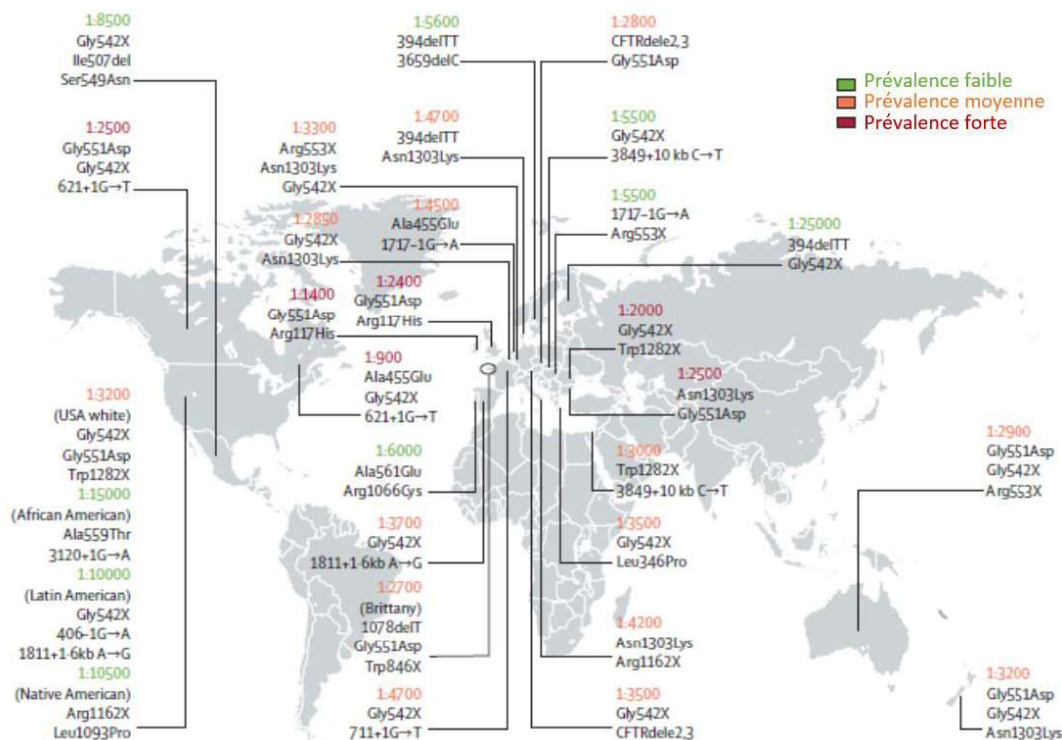 1:8500
Gly542X
Ile507del
Ser549Asn
1:2500
Gly551Asp
Gly542X
621+1G→T
1:5600
394delTT
3659delC
1:2800
CFTRdele2,3
Gly551Asp
Prévalence faible
Prévalence moyenne
Prévalence forte
1:3300
Arg553X
Asn1303Lys
Gly542X
1:4700
394delTT
Asn1303Lys
1:5500
Gly542X
3849+10 kb C→T
1:2850
Gly542X
Asn1303Lys
1:4500
Ala455Glu
1717-1G→A
1:5500
1717-1G→A
Arg553X
1:25000
394delTT
Gly542X
1:1400
Gly551Asp
Arg117His
1:2400
Gly551Asp
Arg117His
1:2000
Gly542X
Trp1282X
1:900
Ala455Glu
Gly542X
621+1G→T
1:2500
Asn1303Lys
Gly551Asp
1:3200
(USA white)
Gly542X
Gly551Asp
Trp1282X
1:15000
(African American)
Ala559Thr
3120+1G→A
1:10000
(Latin American)
Gly542X
406-1G→A
1811+1·6kb A→G
1:10500
(Native American)
Arg1162X
Leu1093Pro
1:6000
Ala561Glu
Arg1066Cys
1:3000
Trp1282X
3849+10 kb C→T
1:2900
Gly551Asp
Gly542X
Arg553X
1:3700
Gly542X
1811+1·6kb A→G
1:3500
Gly542X
Leu346Pro
1:2700
(Brittany)
1078delT
Gly551Asp
Trp846X
1:4200
Asn1303Lys
Arg1162X
1:4700
Gly542X
711+1G→T
1:3500
Gly542X
CFTRdele2,3
1:3200
Gly551Asp
Gly542X
Asn1303Lys